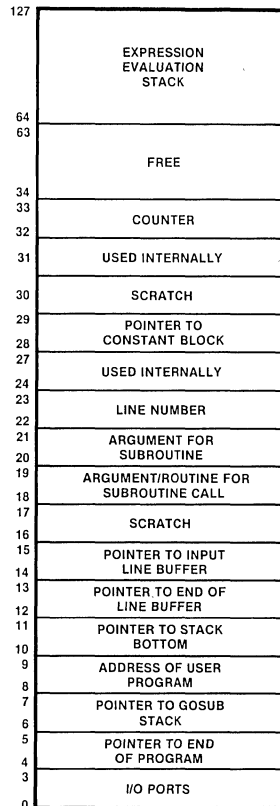 127
EXPRESSION
EVALUATION
STACK
64
63
FREE
34
33
COUNTER
32
31 USED INTERNALLY
30 SCRATCH
29
POINTER TO
28 CONSTANT BLOCK
27
USED INTERNALLY
24
23
LINE NUMBER
22
21
ARGUMENT FOR
20 SUBROUTINE
19
ARGUMENT/ROUTINE FOR
18 SUBROUTINE CALL
17
SCRATCH
16
15
POINTER TO INPUT
14 LINE BUFFER
13
POINTER TO END OF
12 LINE BUFFER
11
POINTER TO STACK
10 BOTTOM
9
ADDRESS OF USER
8 PROGRAM
7
POINTER TO GOSUB
6 STACK
5
POINTER TO END
4 OF PROGRAM
3
I/O PORTS
0